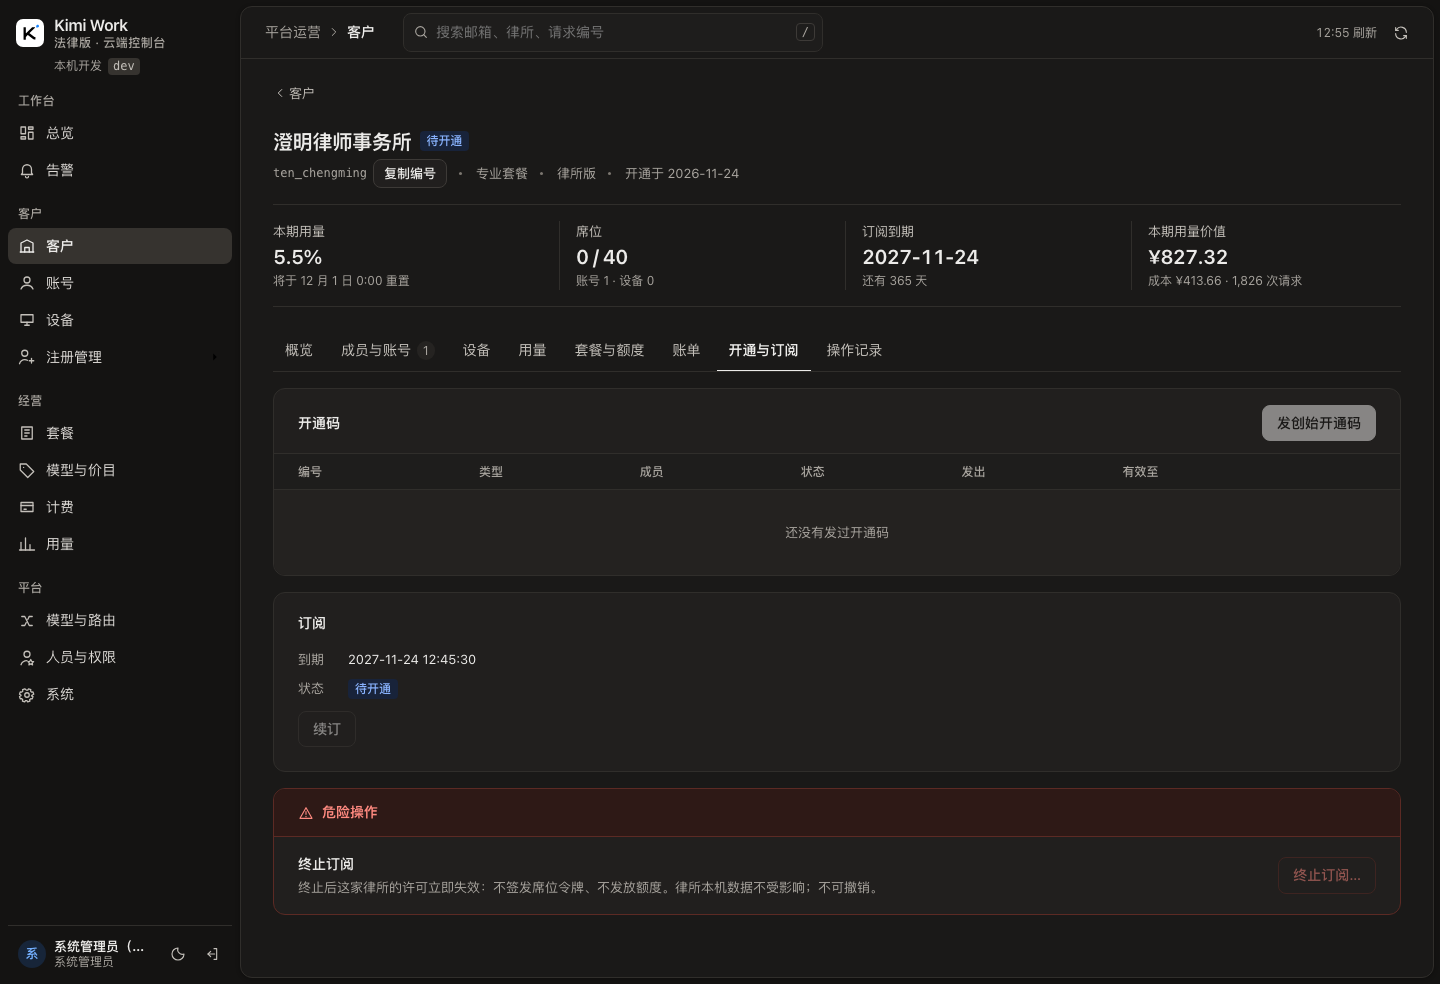 Kimi Work
法律版 · 云端控制台
本机开发 dev
工作台
总览
告警
客户
客户
账号
设备
注册管理
经营
套餐
模型与价目
计费
用量
平台
模型与路由
人员与权限
系统
系 系统管理员（...
系统管理员
平台运营 > 客户
搜索邮箱、律所、请求编号 /
12:55 刷新
< 客户
澄明律师事务所 待开通
ten_chengming 复制编号 • 专业套餐 • 律所版 • 开通于 2026-11-24
本期用量
5.5%
将于 12 月 1 日 0:00 重置
席位
0 / 40
账号 1 · 设备 0
订阅到期
2027-11-24
还有 365 天
本期用量价值
¥827.32
成本 ¥413.66 · 1,826 次请求
概览 成员与账号 1 设备 用量 套餐与额度 账单 开通与订阅 操作记录
开通码
发创始开通码
编号 类型 成员 状态 发出 有效至
还没有发过开通码
订阅
到期 2027-11-24 12:45:30
状态 待开通
续订
危险操作
终止订阅
终止后这家律所的许可立即失效：不签发席位令牌、不发放额度。律所本机数据不受影响；不可撤销。
终止订阅...